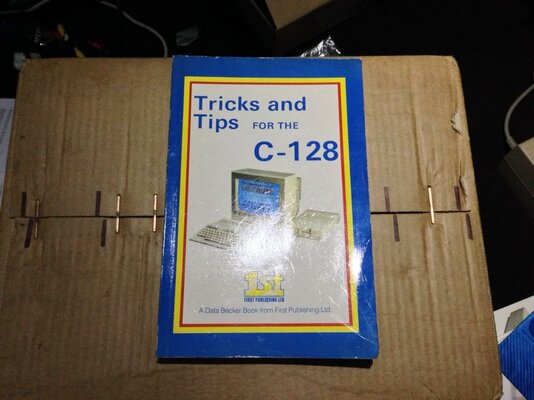 Tricks and
Tips FOR THE
C-128
1st
FIRST PUBLISHING LTD
A Data Becker Book from First Publishing Ltd.